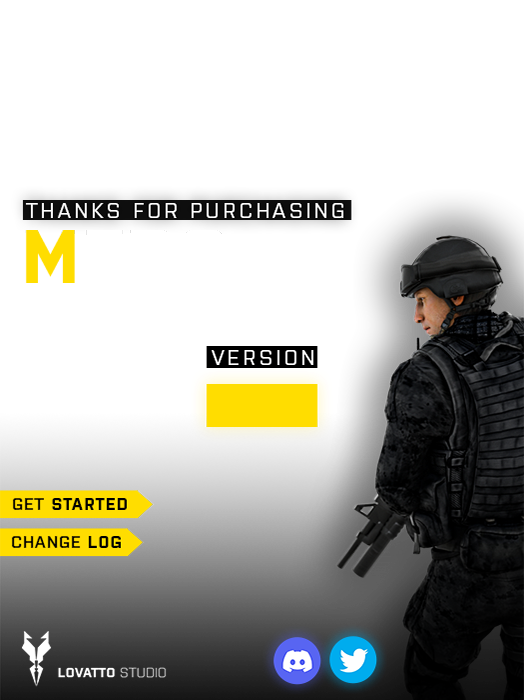 THANKS FOR PURCHASING
M
VERSION
GET STARTED
CHANGE LOG
LOVATTO STUDIO